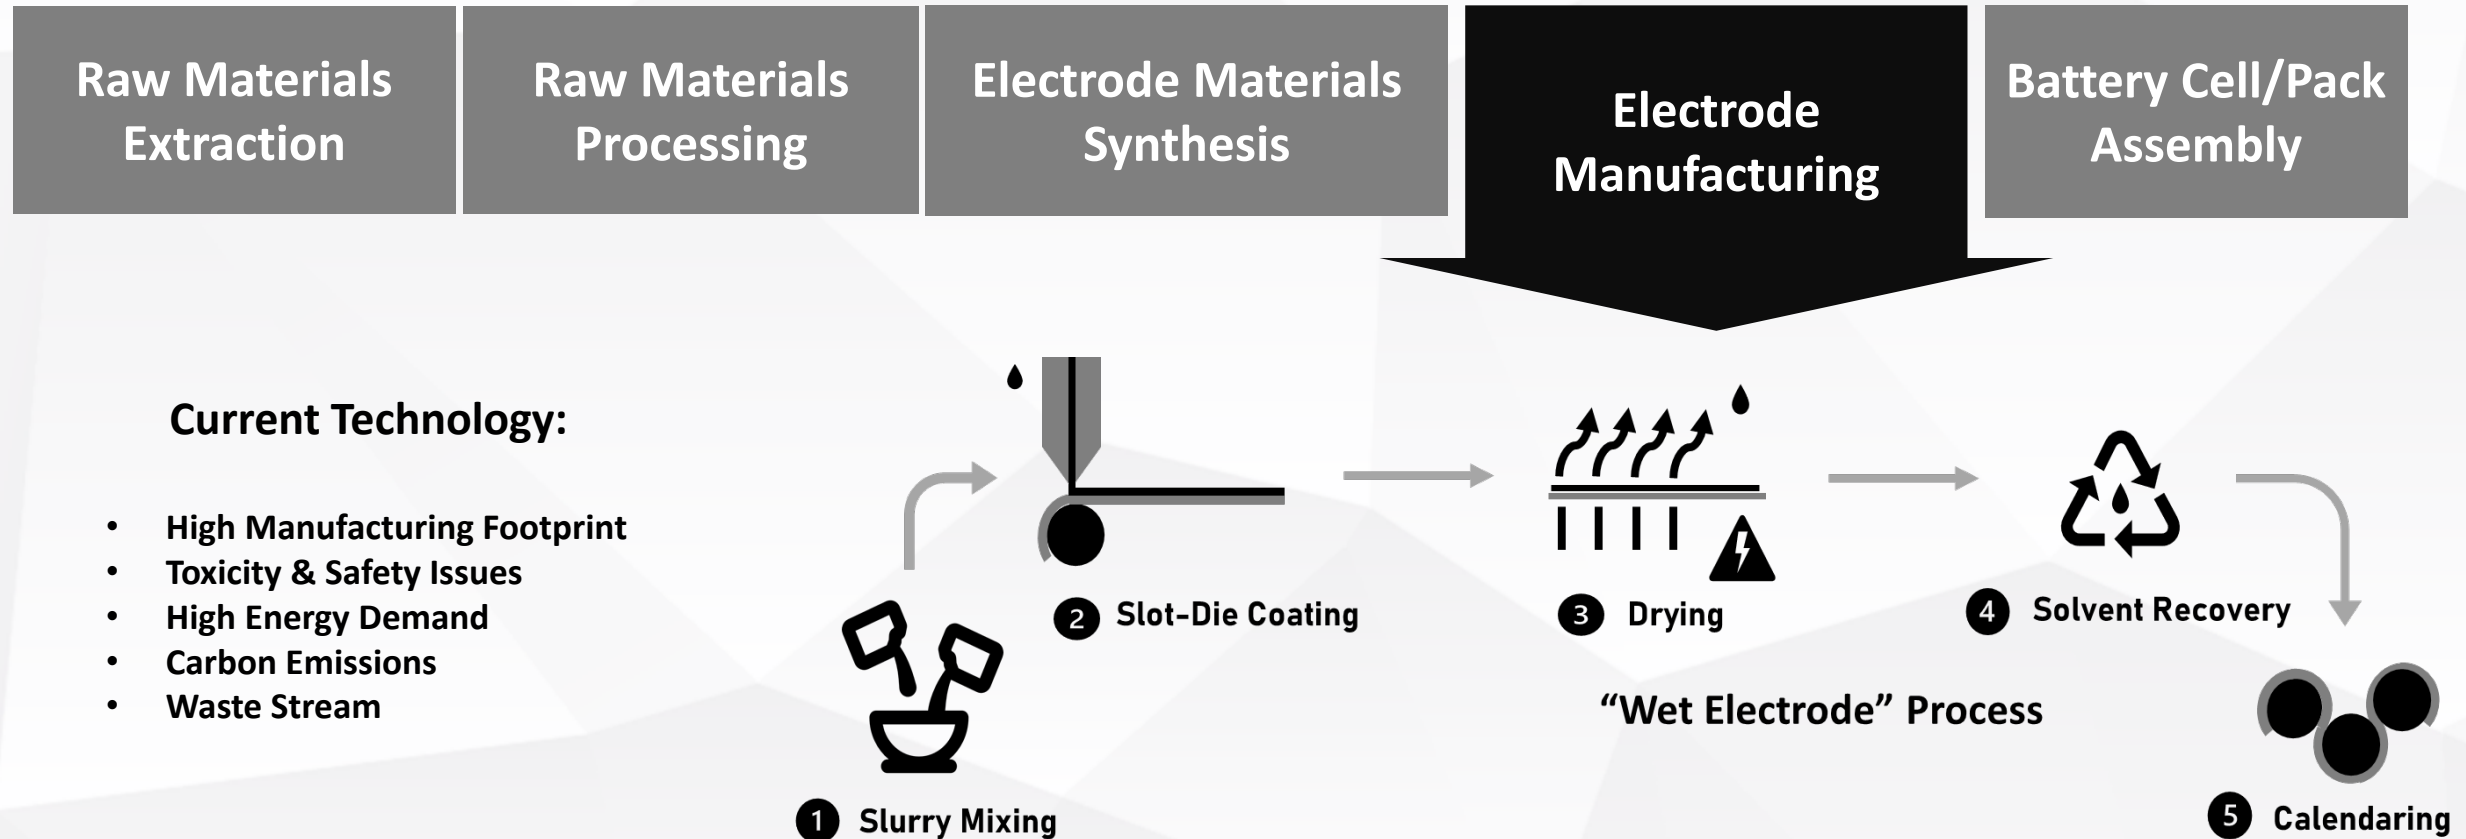 Raw Materials
Extraction
Raw Materials
Processing
Electrode Materials
Synthesis
Electrode
Manufacturing
Battery Cell/Pack
Assembly
Current Technology:
• High Manufacturing Footprint
• Toxicity & Safety Issues
• High Energy Demand
• Carbon Emissions
• Waste Stream
1 Slurry Mixing
2 Slot-Die Coating
3 Drying
4 Solvent Recovery
“Wet Electrode” Process
5 Calendaring